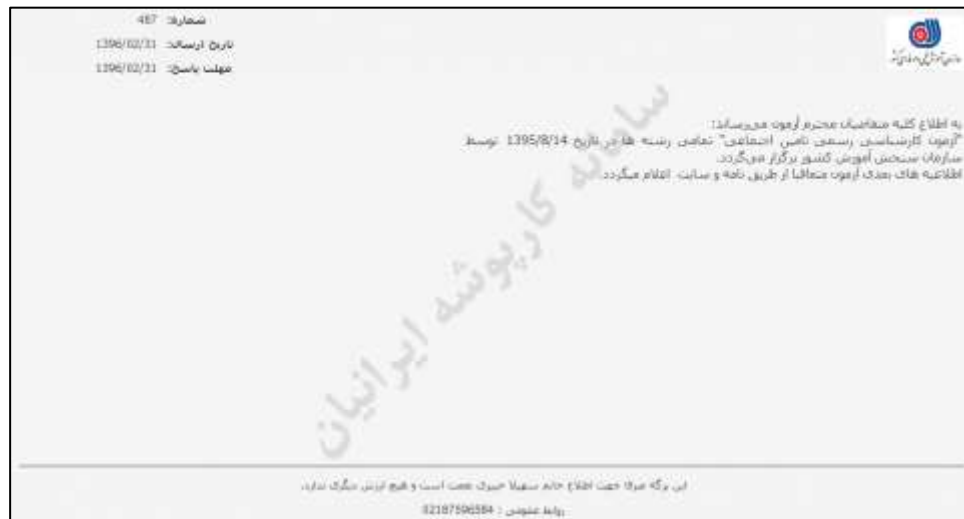 شماره: 487
تاریخ ارسال: 1396/02/31
مهلت پاسخ: 1396/02/31
به اطلاع کلیه متقاضیان محترم آزمون می‌رساند:
"آزمون کارشناسی رسمی تامین اجتماعی" تمامی رشته ها در تاریخ 1395/8/14 توسط
سازمان سنجش آموزش کشور برگزار می‌گردد.
اطلاعیه های بعدی آزمون متعاقبا از طریق نامه و سایت اعلام میگردد.
سامانه کارپوشه ایرانیان
این برگه صرفا جهت اطلاع خانم سهیلا خیری است و هیچ ارزش دیگری ندارد.
روابط عمومی : 02187596584